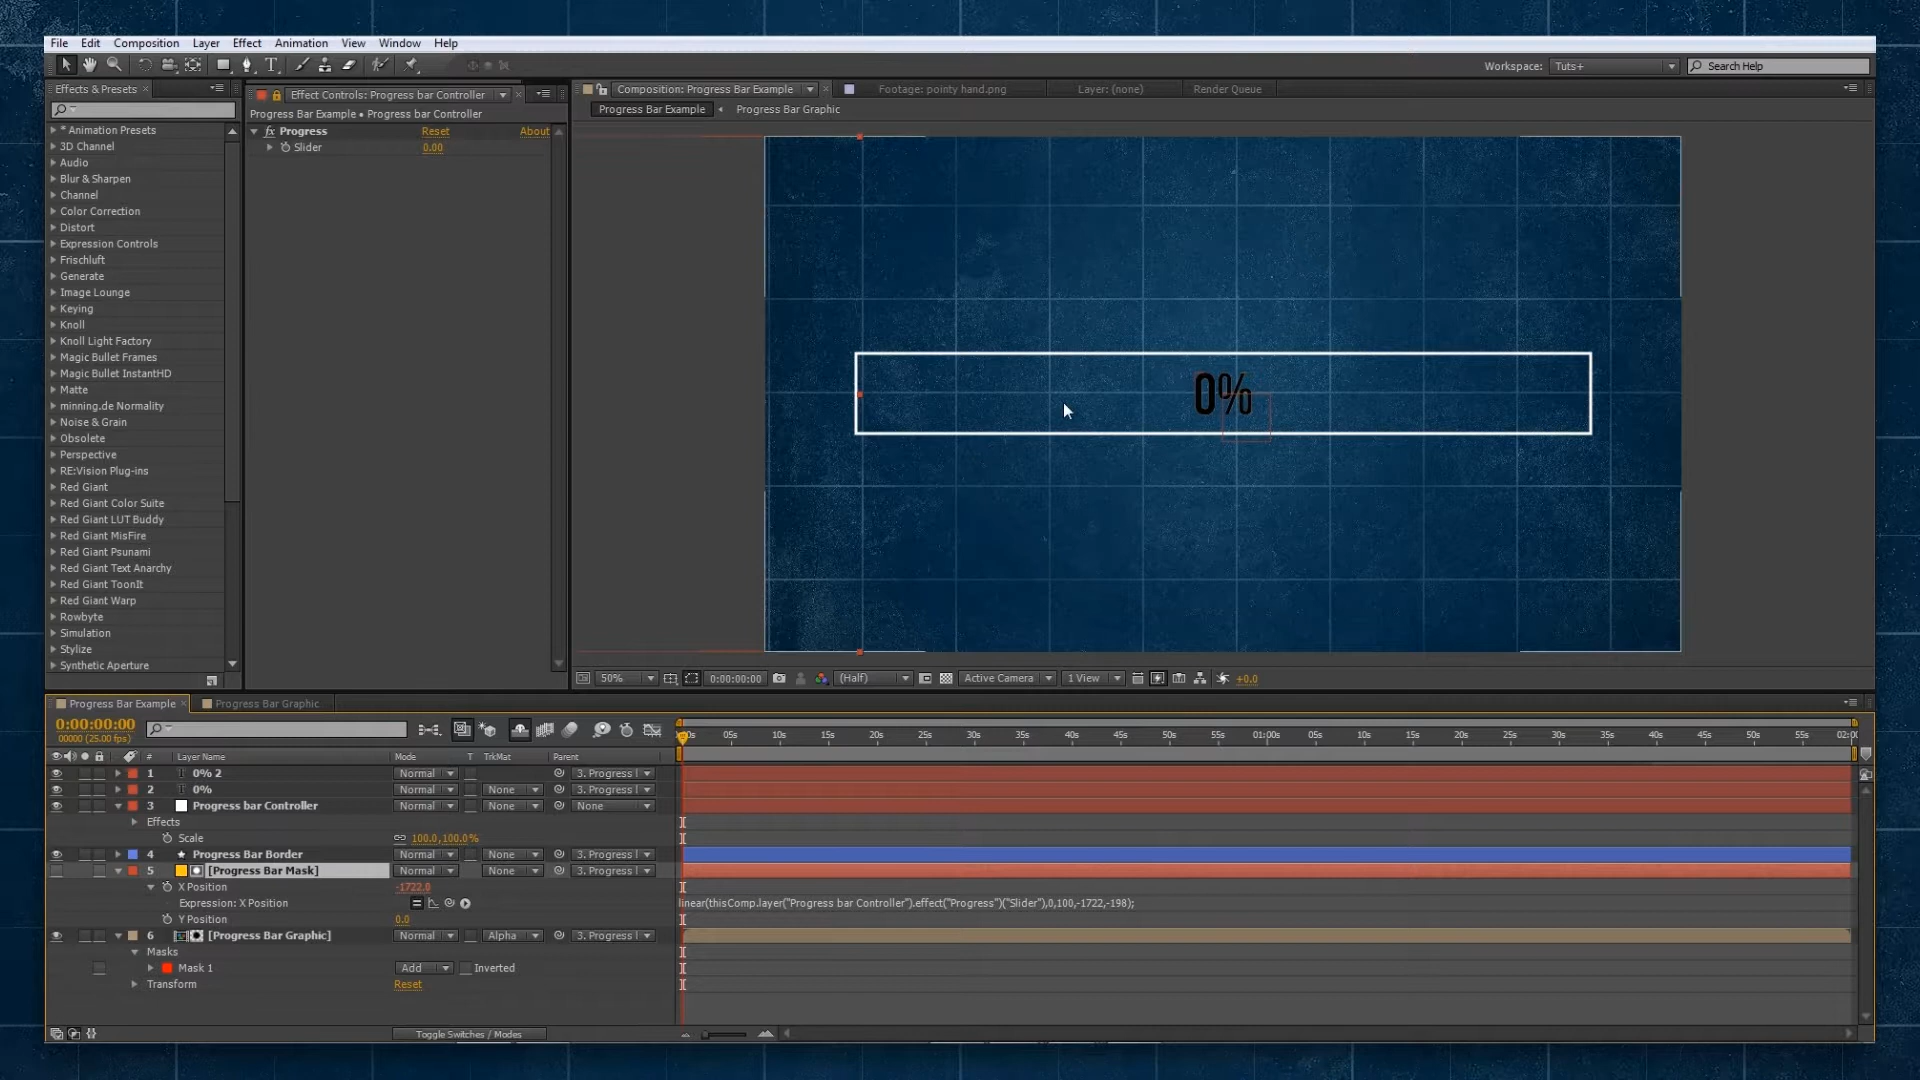 File Edit Composition Layer Effect Animation View Window Help
Workspace: Tuts+ Search Help
Effects & Presets
Effect Controls: Progress bar Controller
Composition: Progress Bar Example
Footage: pointy hand.png
Layer: (none)
Render Queue
Progress Bar Example • Progress bar Controller
Progress Bar Example Progress Bar Graphic
fx Progress Reset About
Slider 0.00
* Animation Presets
3D Channel
Audio
Blur & Sharpen
Channel
Color Correction
Distort
Expression Controls
Frischluft
Generate
Image Lounge
Keying
Knoll
Knoll Light Factory
Magic Bullet Frames
Magic Bullet InstantHD
Matte
minning.de Normality
Noise & Grain
Obsolete
Perspective
RE:Vision Plug-ins
Red Giant
Red Giant Color Suite
Red Giant LUT Buddy
Red Giant MisFire
Red Giant Psunami
Red Giant Text Anarchy
Red Giant ToonIt
Red Giant Warp
Rowbyte
Simulation
Stylize
Synthetic Aperture
0%
50% 0:00:00:00 (Half) Active Camera 1 View +0.0
Progress Bar Example Progress Bar Graphic
0:00:00:00
00000 (25.00 fps)
05s 10s 15s 20s 25s 30s 35s 40s 45s 50s 55s 01:00s 05s 10s 15s 20s 25s 30s 35s 40s 45s 50s 55s
# Layer Name Mode T TrkMat Parent
1 T 0% 2 Normal 3. Progress
2 T 0% Normal None 3. Progress
3 Progress bar Controller Normal None None
Effects
Scale 100.0,100.0%
4 Progress Bar Border Normal None 3. Progress
5 [Progress Bar Mask] Normal None 3. Progress
X Position -1722.0
Expression: X Position linear(thisComp.layer("Progress bar Controller").effect("Progress")("Slider"),0,100,-1722,-198);
Y Position 0.0
6 [Progress Bar Graphic] Normal Alpha 3. Progress
Masks
Mask 1 Add Inverted
Transform Reset
Toggle Switches / Modes